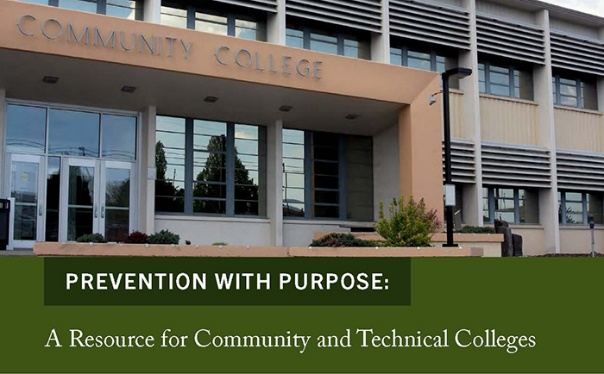 COMMUNITY COLLEGE
PREVENTION WITH PURPOSE:
A Resource for Community and Technical Colleges